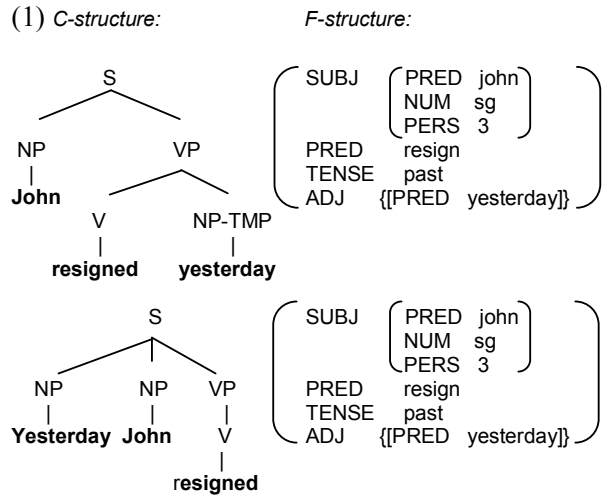 (1) C-structure: F-structure:
S SUBJ PRED john
NUM sg
PERS 3
NP VP PRED resign
TENSE past
John ADJ {[PRED yesterday]}
V NP-TMP
resigned yesterday
S SUBJ PRED john
NUM sg
PERS 3
NP NP VP PRED resign
TENSE past
Yesterday John V ADJ {[PRED yesterday]}
resigned